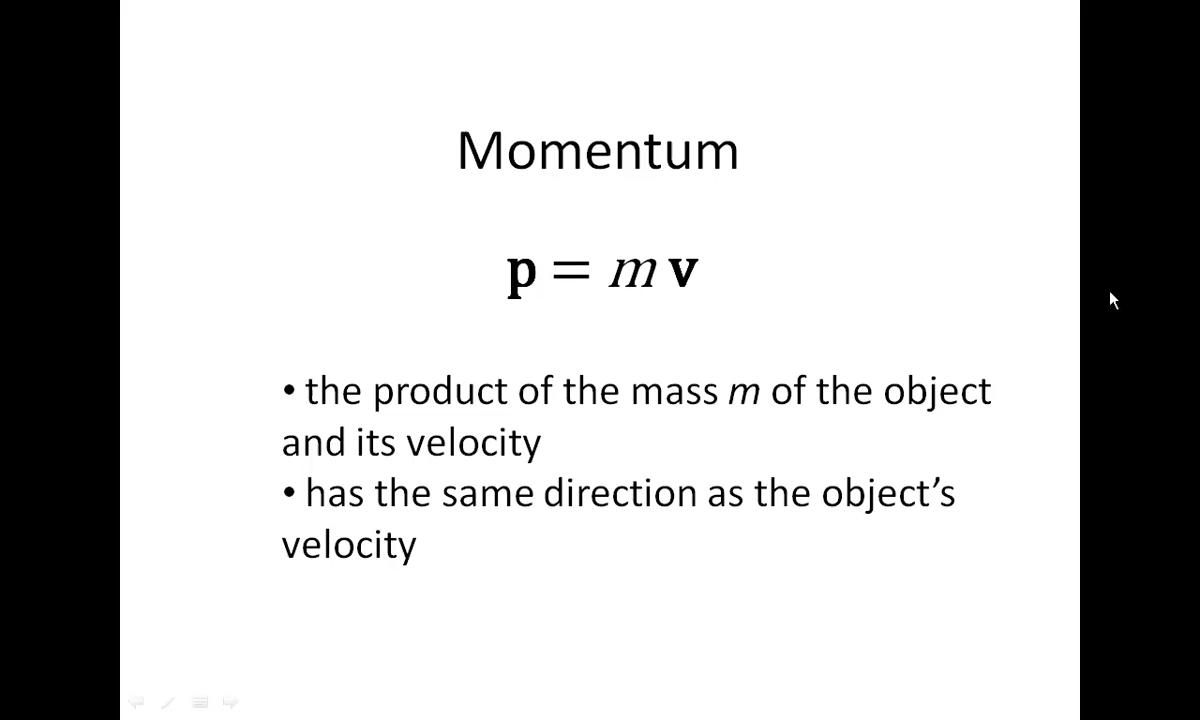 Momentum
p = m v
• the product of the mass m of the object
and its velocity
• has the same direction as the object’s
velocity